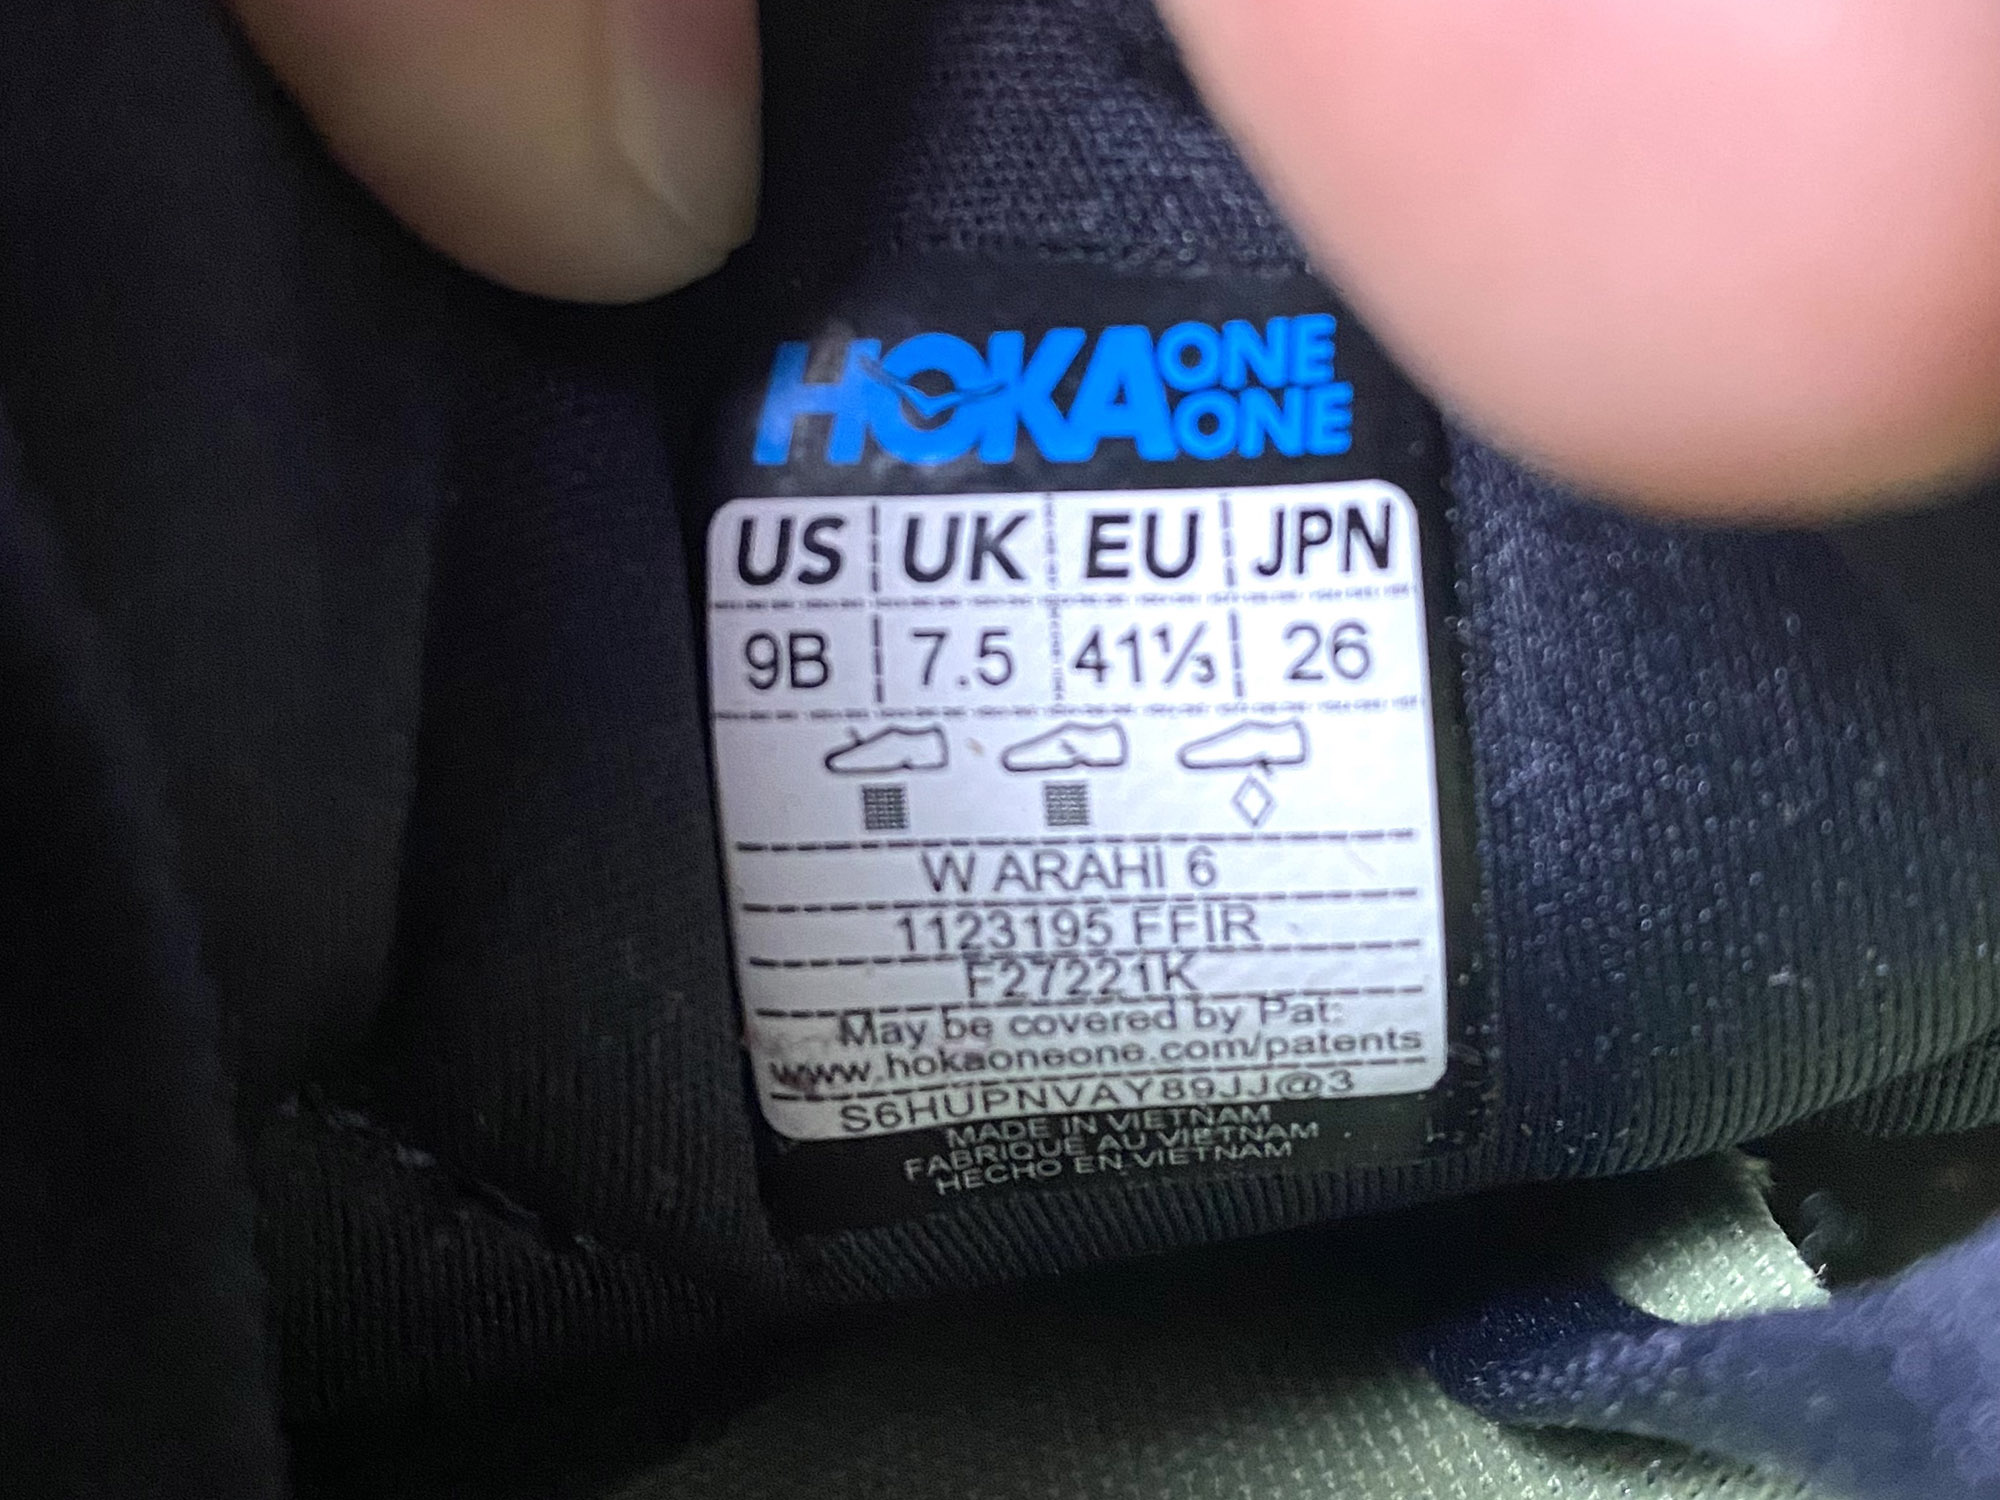 HOKA ONE ONE
US UK EU JPN
9B 7.5 41⅓ 26
W ARAHI 6
1123195 FFIR
F27221K
May be covered by Pat:
www.hokaoneone.com/patents
S6HUPNVAY89JJ@3
MADE IN VIETNAM
FABRIQUE AU VIETNAM
HECHO EN VIETNAM